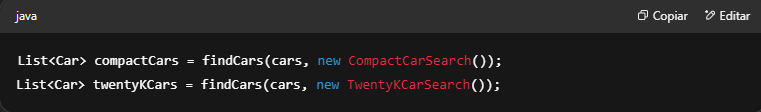 java
Copiar
Editar
List<Car> compactCars = findCars(cars, new CompactCarSearch());
List<Car> twentyKCars = findCars(cars, new TwentyKCarSearch());